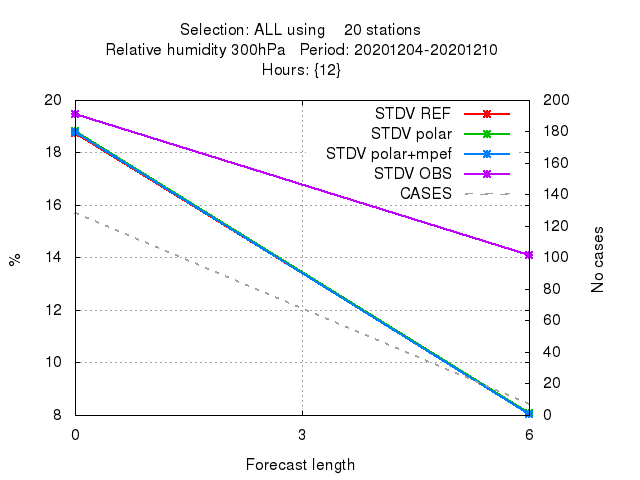 Selection: ALL using    20 stations
Relative humidity 300hPa   Period: 20201204-20201210
Hours: {12}
20
18
16
14
12
10
8
%
STDV REF
STDV polar
STDV polar+mpef
STDV OBS
CASES
200
180
160
140
120
100
80
60
40
20
0
No cases
0 3 6
Forecast length